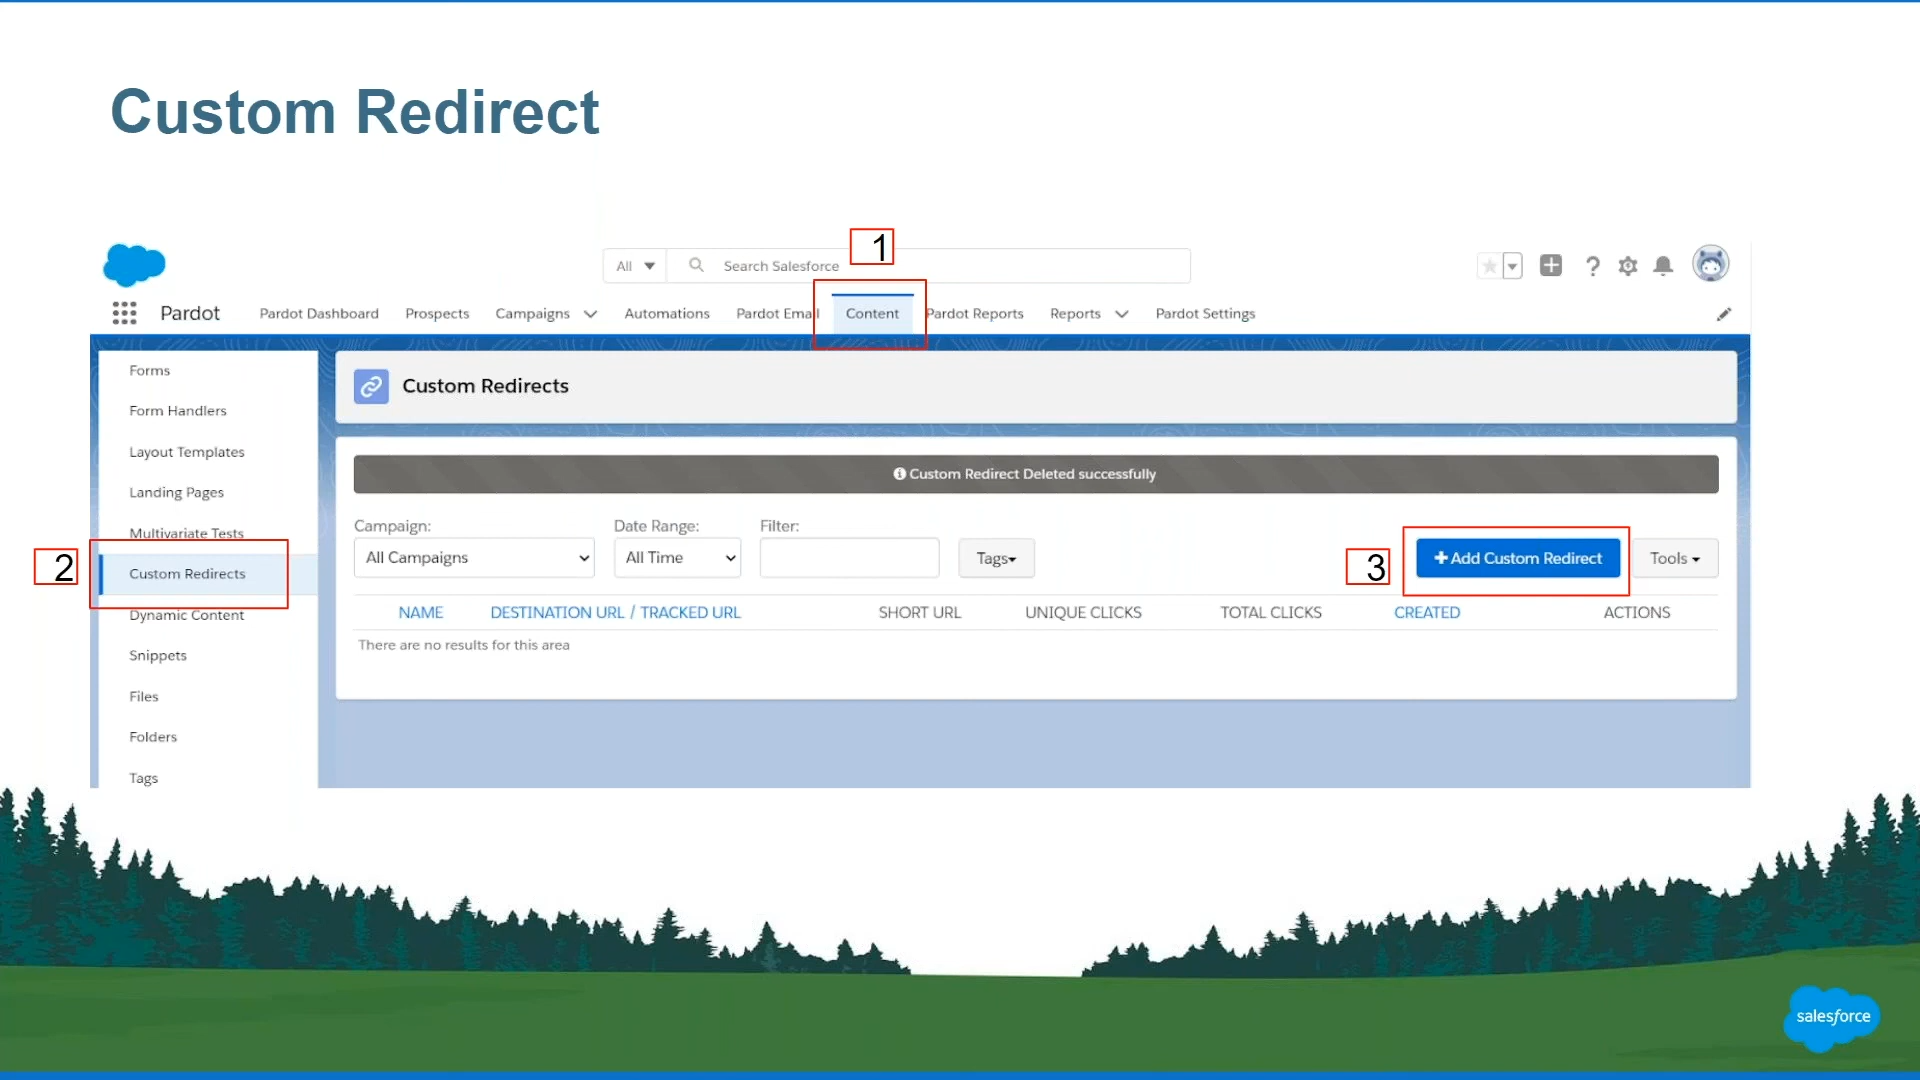 Custom Redirect
1
All
Search Salesforce
Pardot
Pardot Dashboard
Prospects
Campaigns
Automations
Pardot Email
Content
Pardot Reports
Reports
Pardot Settings
Forms
Form Handlers
Layout Templates
Landing Pages
Multivariate Tests
2
Custom Redirects
Dynamic Content
Snippets
Files
Folders
Tags
Custom Redirects
Custom Redirect Deleted successfully
Campaign:
Date Range:
Filter:
All Campaigns
All Time
Tags
3
Add Custom Redirect
Tools
NAME DESTINATION URL / TRACKED URL SHORT URL UNIQUE CLICKS TOTAL CLICKS CREATED ACTIONS
There are no results for this area
salesforce